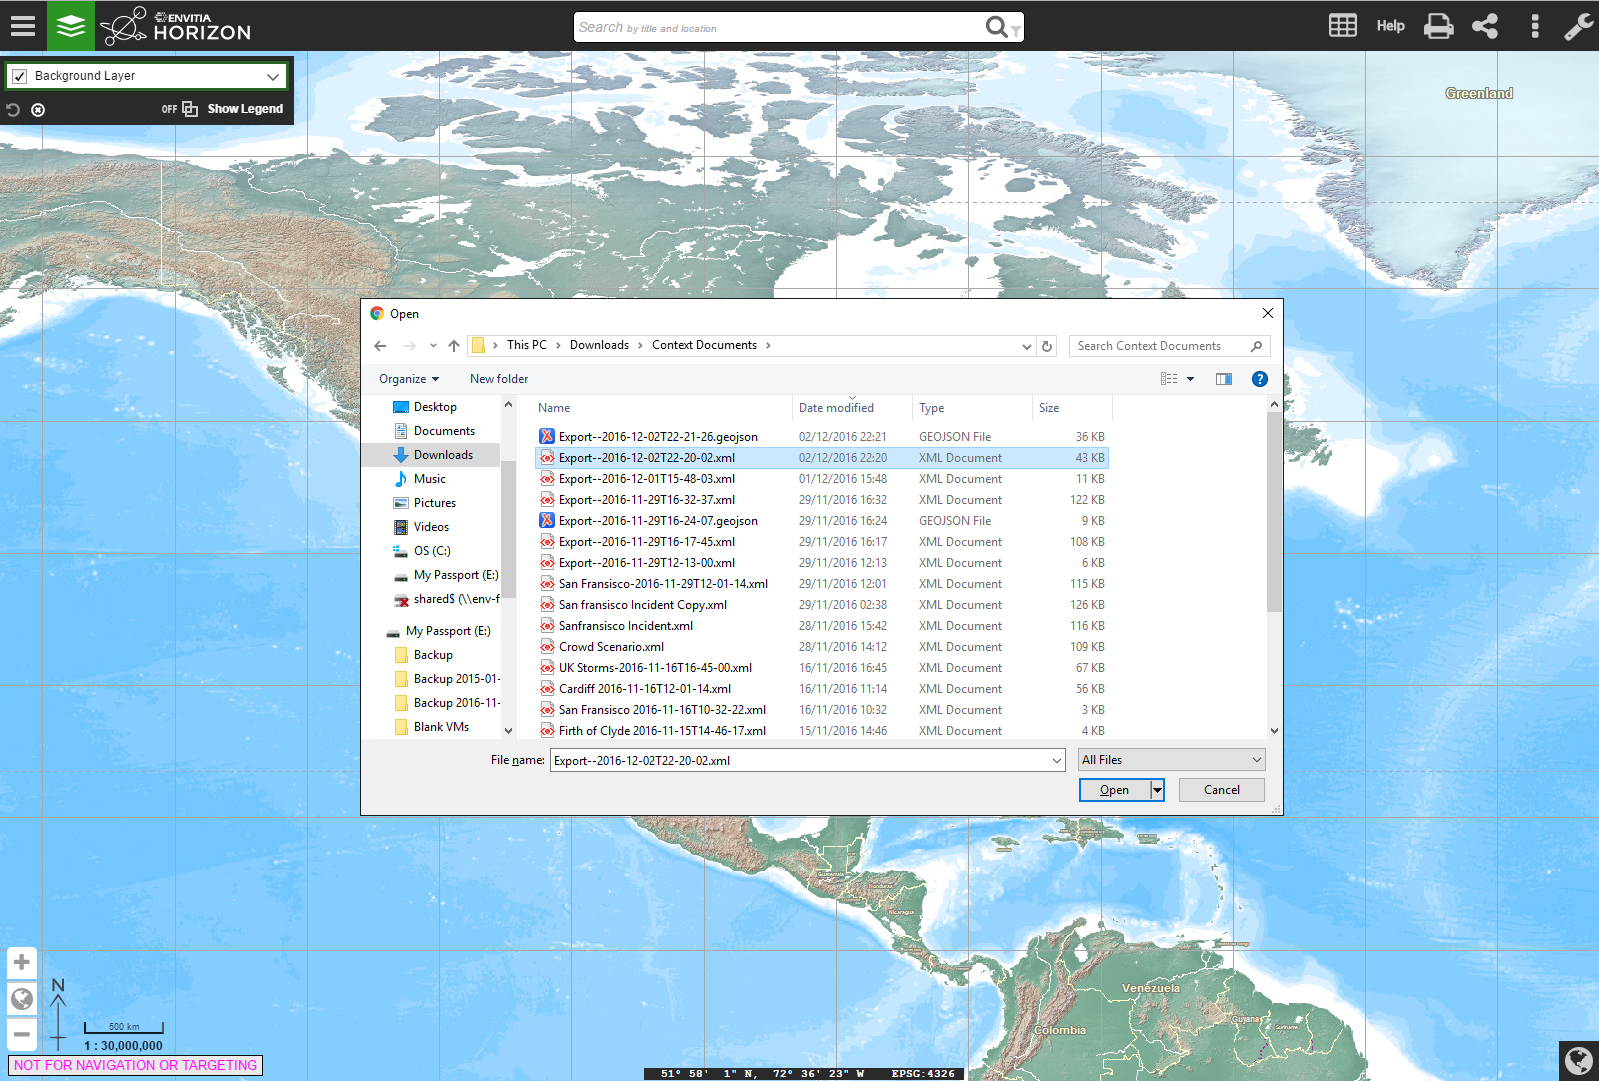 ENVITIA
HORIZON
Search by title and location
Help
Background Layer
OFF Show Legend
Greenland
Open
This PC > Downloads > Context Documents >
Search Context Documents
Organize New folder
Desktop
Documents
Downloads
Music
Pictures
Videos
OS (C:)
My Passport (E:)
shared$ (\\env-f
My Passport (E:)
Backup
Backup 2015-01-
Backup 2016-11-
Blank VMs
Name Date modified Type Size
Export--2016-12-02T22-21-26.geojson 02/12/2016 22:21 GEOJSON File 36 KB
Export--2016-12-02T22-20-02.xml 02/12/2016 22:20 XML Document 43 KB
Export--2016-12-01T15-48-03.xml 01/12/2016 15:48 XML Document 11 KB
Export--2016-11-29T16-32-37.xml 29/11/2016 16:32 XML Document 122 KB
Export--2016-11-29T16-24-07.geojson 29/11/2016 16:24 GEOJSON File 9 KB
Export--2016-11-29T16-17-45.xml 29/11/2016 16:17 XML Document 108 KB
Export--2016-11-29T12-13-00.xml 29/11/2016 12:13 XML Document 6 KB
San Fransisco-2016-11-29T12-01-14.xml 29/11/2016 12:01 XML Document 115 KB
San fransisco Incident Copy.xml 29/11/2016 02:38 XML Document 126 KB
Sanfransisco Incident.xml 28/11/2016 15:42 XML Document 116 KB
Crowd Scenario.xml 28/11/2016 14:12 XML Document 109 KB
UK Storms-2016-11-16T16-45-00.xml 16/11/2016 16:45 XML Document 67 KB
Cardiff 2016-11-16T12-01-14.xml 16/11/2016 11:14 XML Document 56 KB
San Fransisco 2016-11-16T10-32-22.xml 16/11/2016 10:32 XML Document 3 KB
Firth of Clyde 2016-11-15T14-46-17.xml 15/11/2016 14:46 XML Document 4 KB
File name: Export--2016-12-02T22-20-02.xml All Files
Open Cancel
Guatemala
Honduras
Nicaragua
Venezuela
Guyana
Suriname
Colombia
N
500 km
1 : 30,000,000
NOT FOR NAVIGATION OR TARGETING
51° 58' 1" N, 72° 36' 23" W EPSG:4326